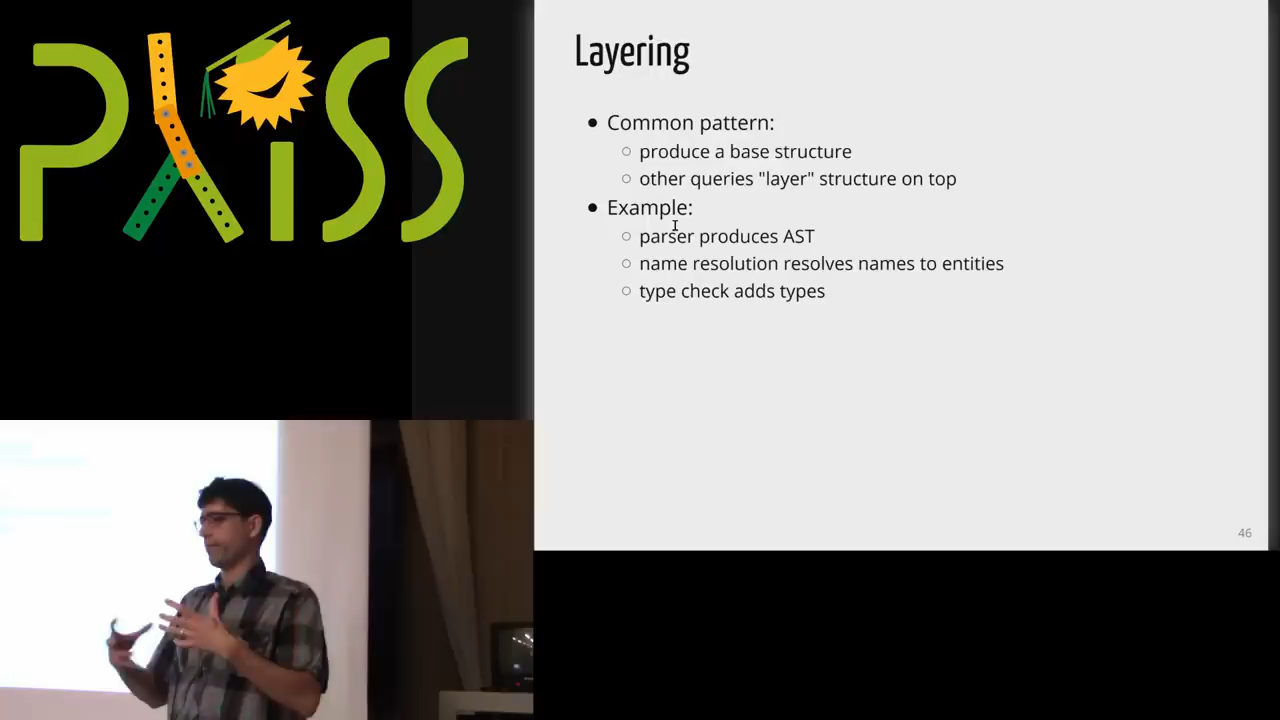 PLISS
Layering
● Common pattern:
○ produce a base structure
○ other queries "layer" structure on top
● Example:
○ parser produces AST
○ name resolution resolves names to entities
○ type check adds types
46